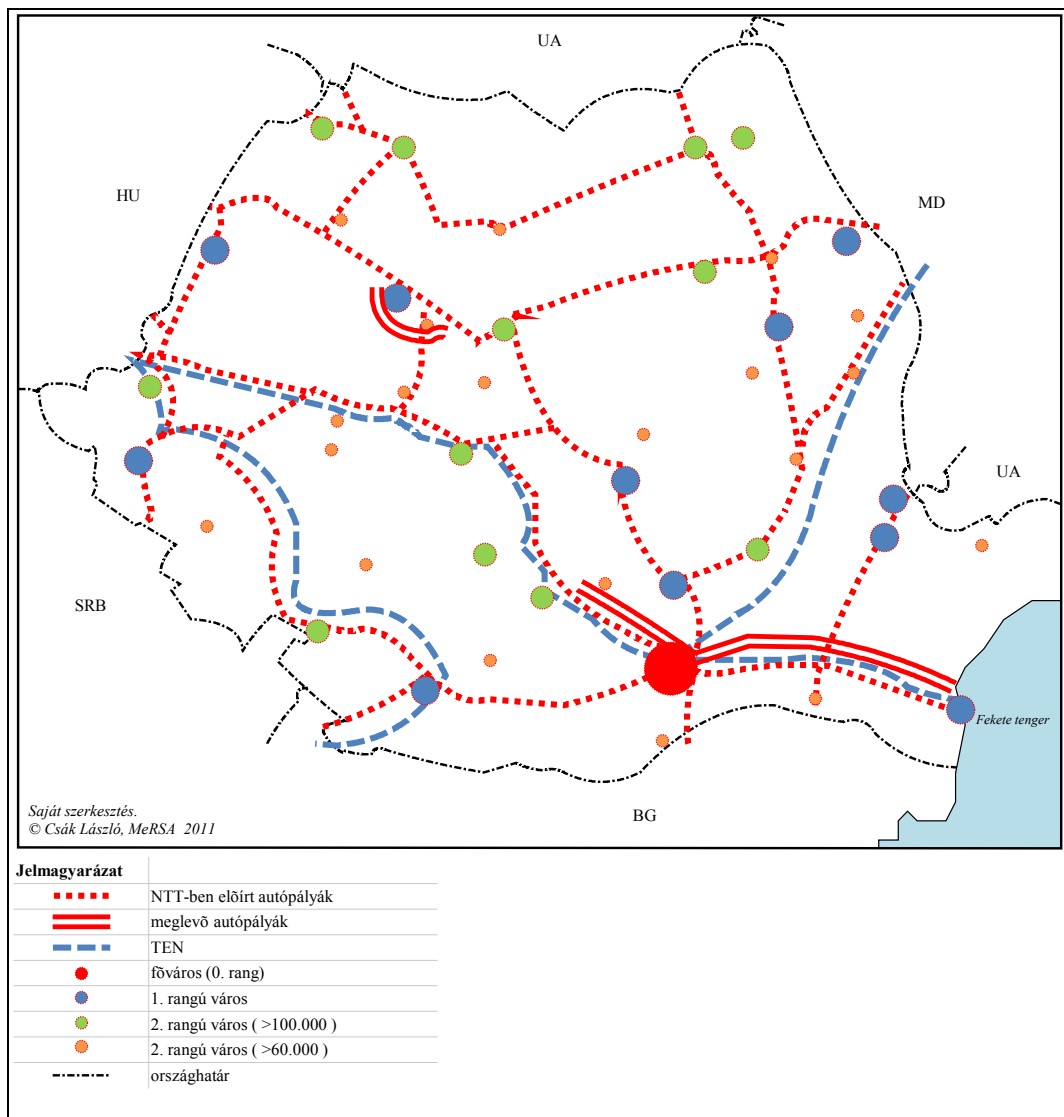 UA
HU
MD
UA
SRB
Fekete tenger
BG
Saját szerkesztés.
© Csák László, MeRSA 2011
Jelmagyarázat
NTT-ben elõírt autópályák
meglevõ autópályák
TEN
fõváros (0. rang)
1. rangú város
2. rangú város ( >100.000 )
2. rangú város ( >60.000 )
országhatár